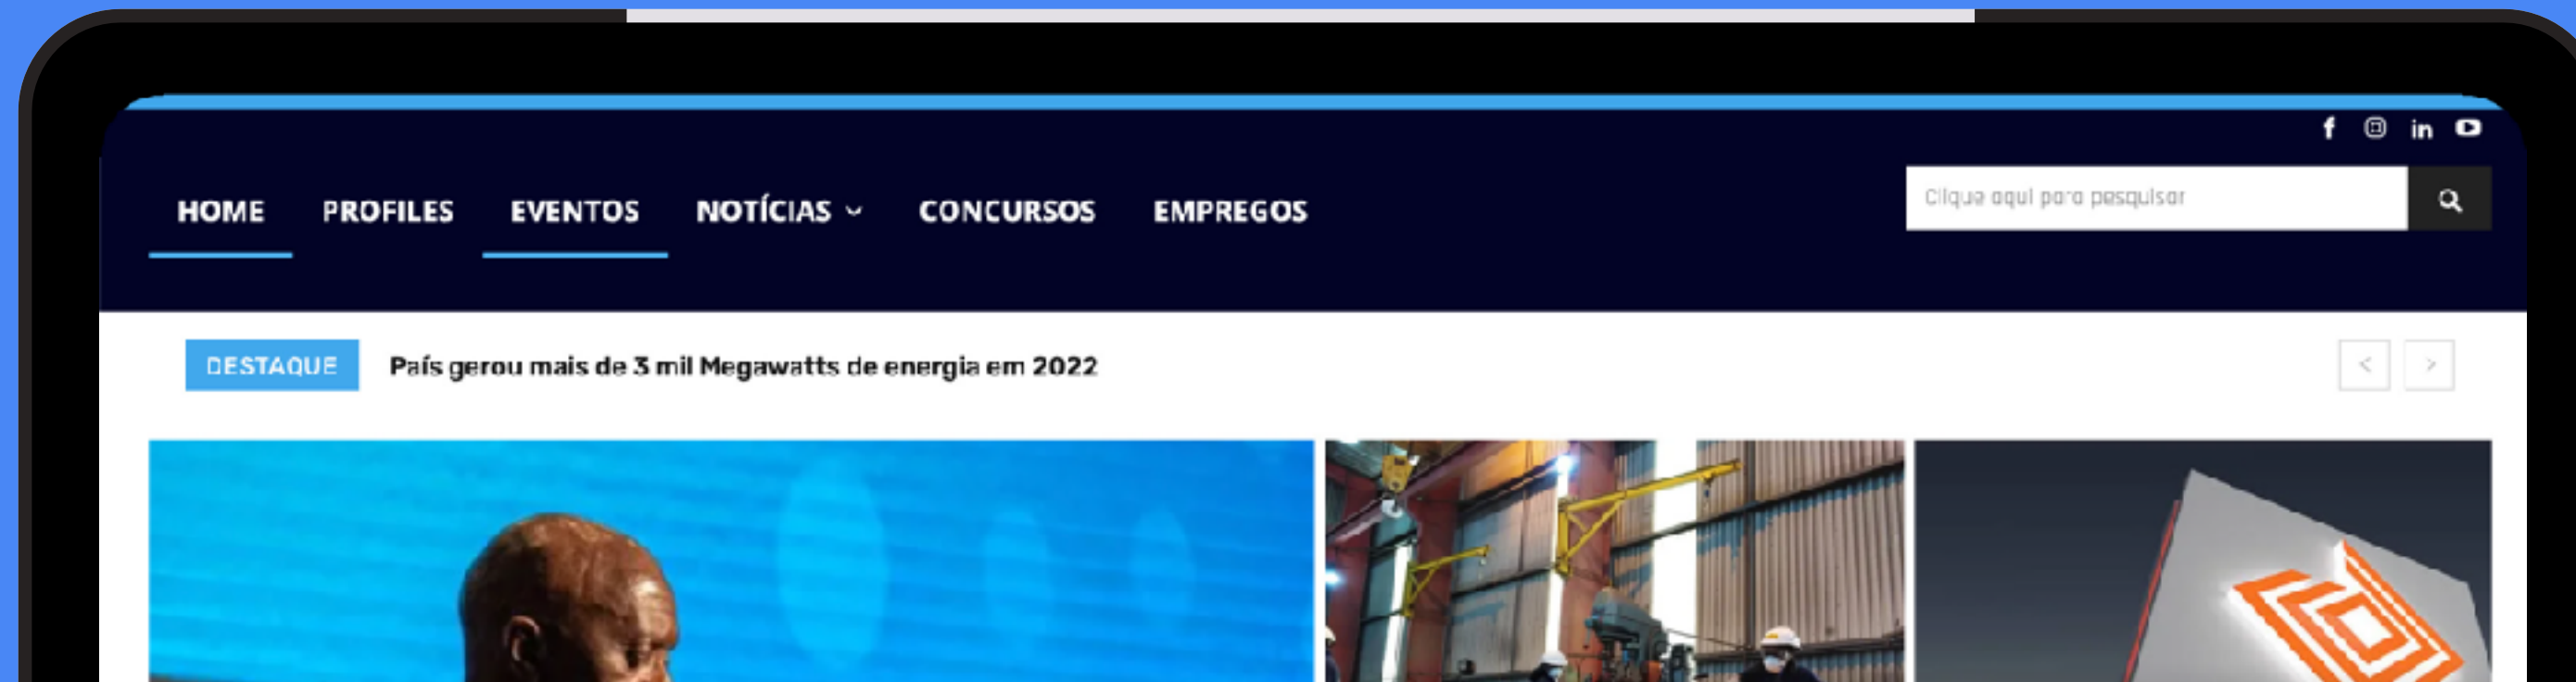 f in
HOME PROFILES EVENTOS NOTÍCIAS CONCURSOS EMPREGOS
Clique aqui para pesquisar
DESTAQUE País gerou mais de 3 mil Megawatts de energia em 2022